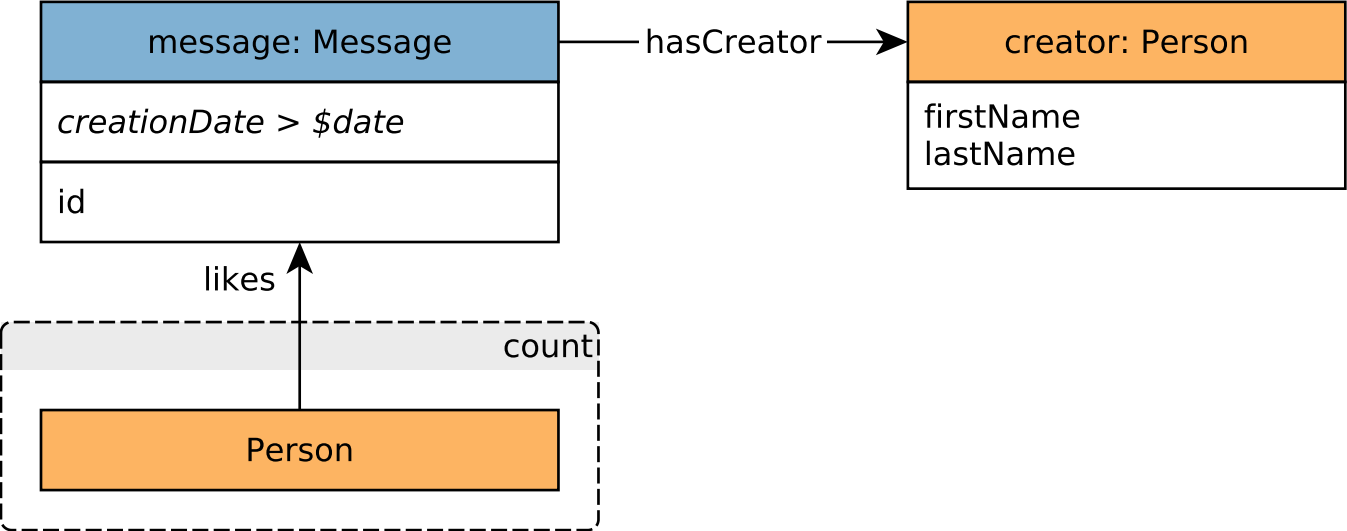 message: Message
hasCreator
creator: Person
creationDate > $date
firstName
lastName
id
likes
count
Person